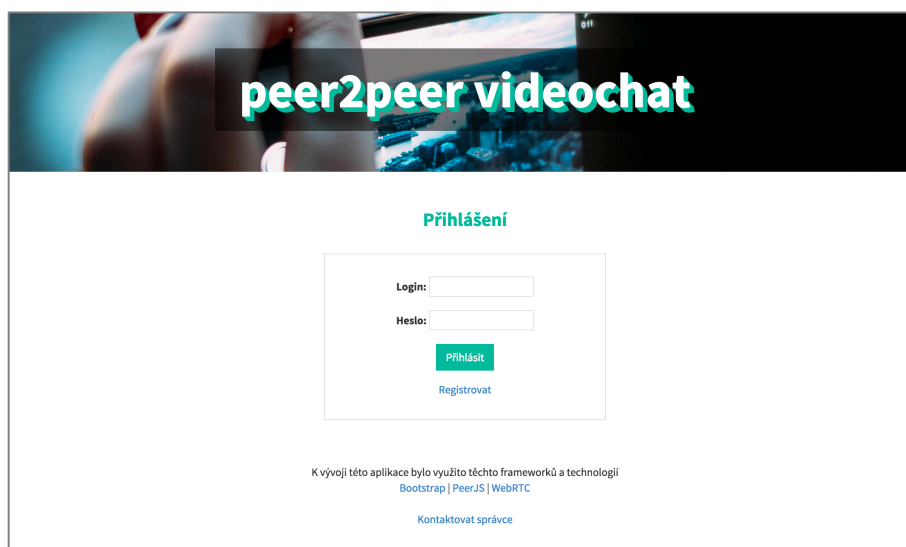 Off
peer2peer videochat
Přihlášení
Login:
Heslo:
Přihlásit
Registrovat
K vývoji této aplikace bylo využito těchto frameworků a technologií
Bootstrap | PeerJS | WebRTC
Kontaktovat správce